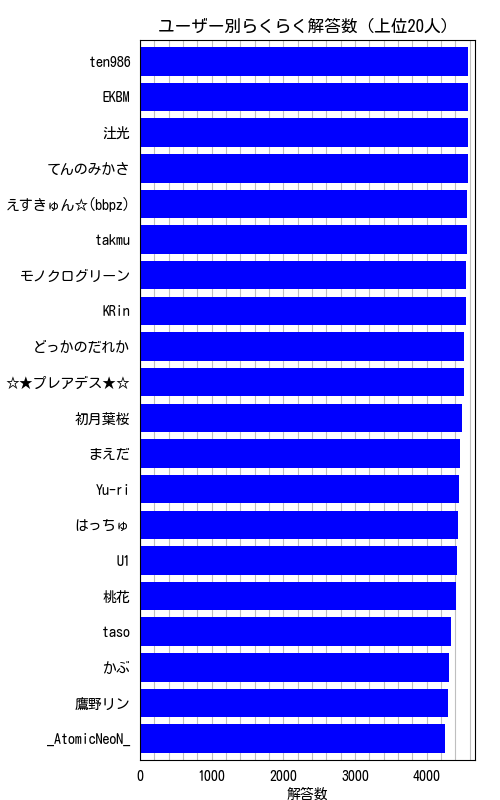 ユーザー別らくらく解答数（上位20人）
ten986
EKBM
汢光
てんのみかさ
えすきゅん☆(bbpz)
takmu
モノクログリーン
KRin
どっかのだれか
☆★プレアデス★☆
初月葉桜
まえだ
Yu-ri
はっちゅ
U1
桃花
taso
かぶ
鷹野リン
_AtomicNeoN_
0 1000 2000 3000 4000
解答数